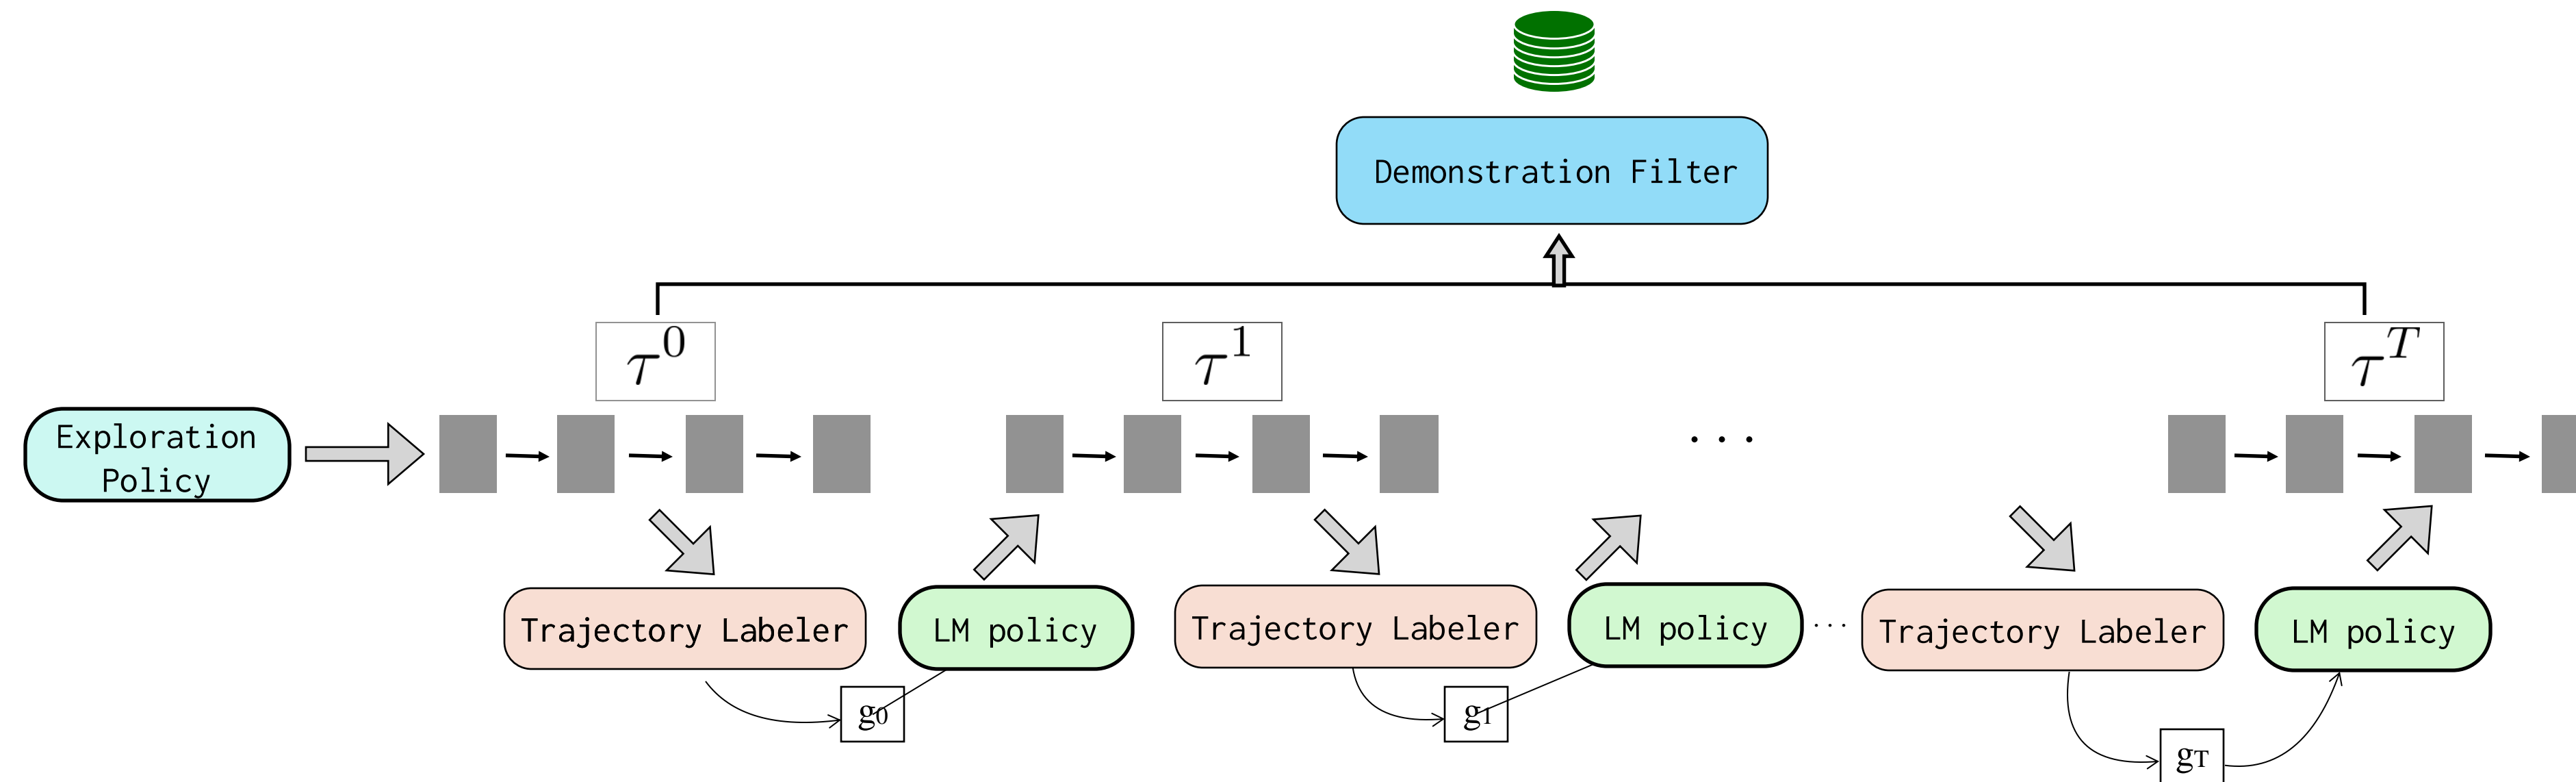 Demonstration Filter
τ⁰
τ¹
τᵀ
Exploration
Policy
. . .
Trajectory Labeler
LM policy
Trajectory Labeler
LM policy
. . .
Trajectory Labeler
LM policy
g0
g1
gT